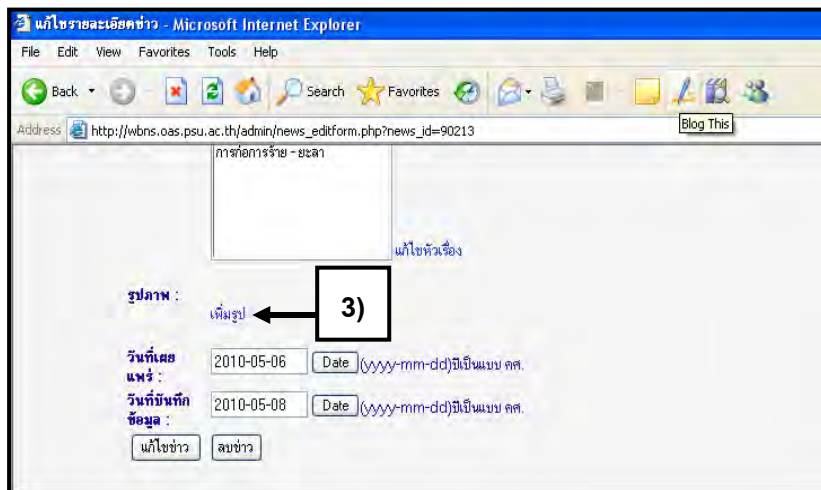 แก้ไขรายละเอียดข่าว - Microsoft Internet Explorer
File Edit View Favorites Tools Help
Back Search Favorites
Address http://wbns.oas.psu.ac.th/admin/news_editform.php?news_id=90213
Blog This
การก่อการร้าย - ยะลา
แก้ไขหัวเรื่อง
รูปภาพ :
เพิ่มรูป 3)
วันที่เผย
แพร่ :
2010-05-06 Date (yyyy-mm-dd)ปีเป็นแบบ คศ.
วันที่บันทึก
ข้อมูล :
2010-05-08 Date (yyyy-mm-dd)ปีเป็นแบบ คศ.
แก้ไขข่าว ลบข่าว